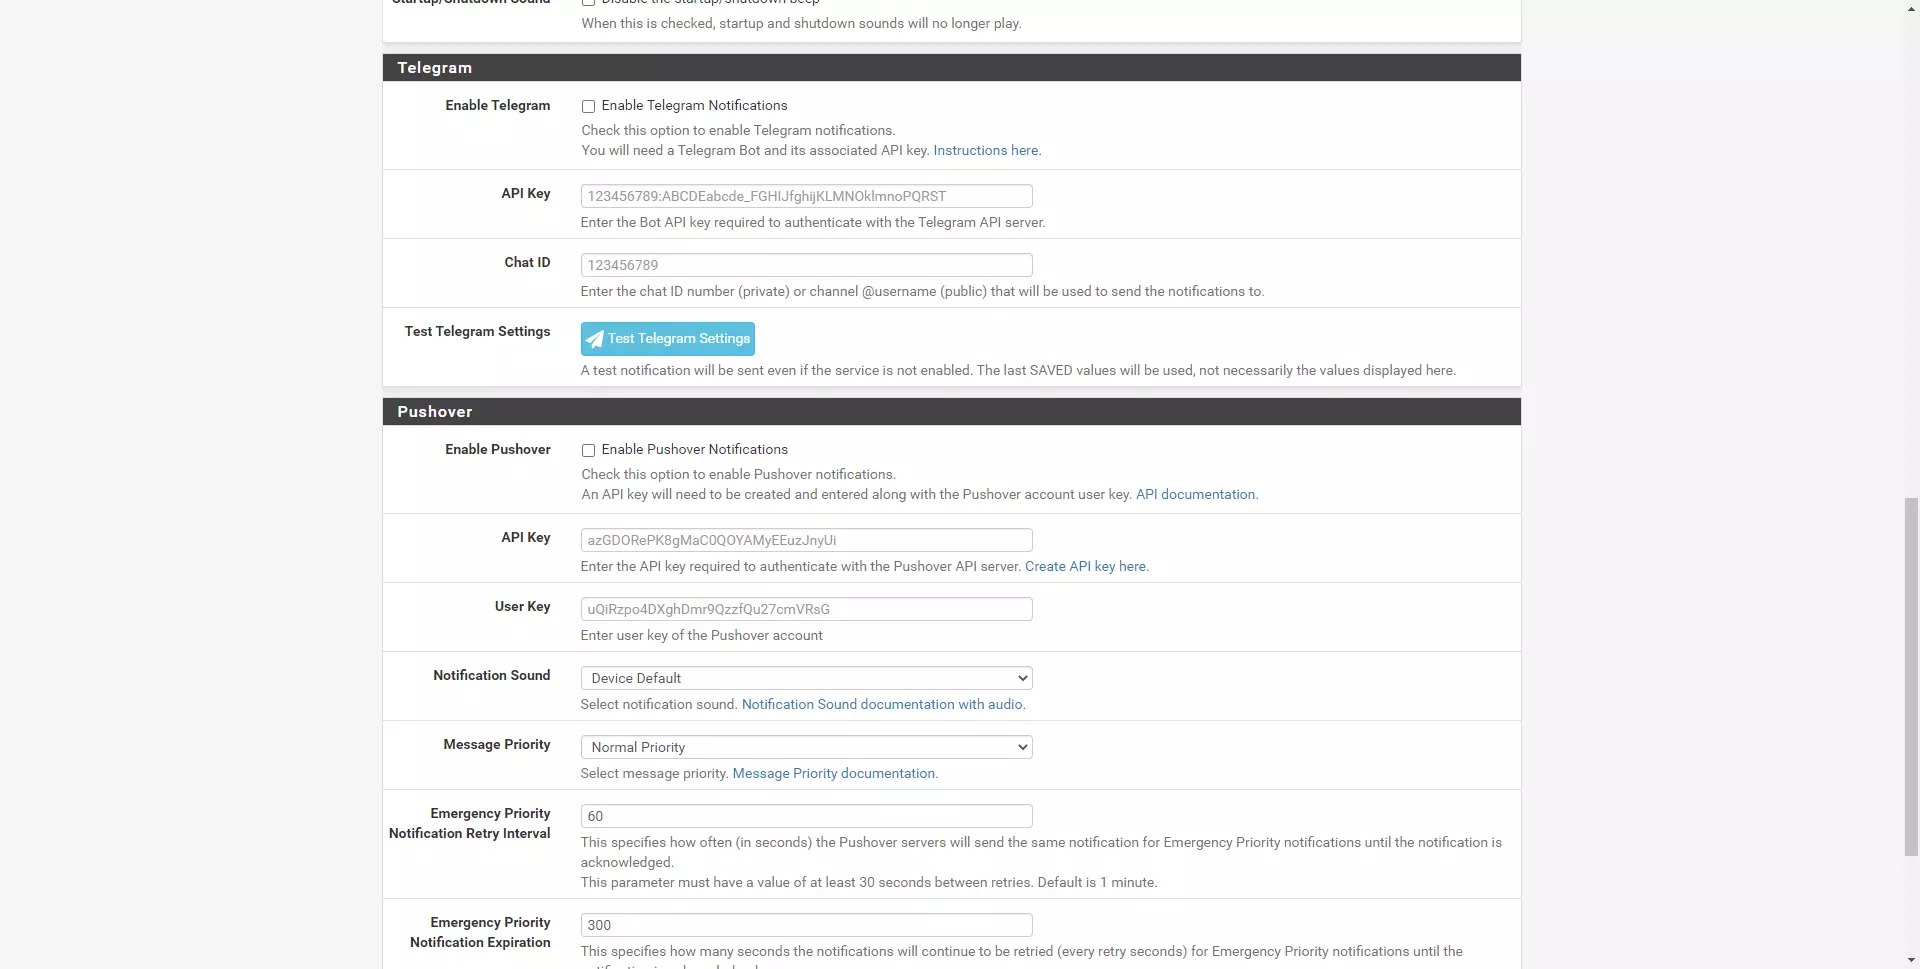 Startup/Shutdown Sound
Disable the startup/shutdown beep
When this is checked, startup and shutdown sounds will no longer play.
Telegram
Enable Telegram
Enable Telegram Notifications
Check this option to enable Telegram notifications.
You will need a Telegram Bot and its associated API key. Instructions here.
API Key
123456789:ABCDEabcde_FGHIJfghijKLMNOklmnoPQRST
Enter the Bot API key required to authenticate with the Telegram API server.
Chat ID
123456789
Enter the chat ID number (private) or channel @username (public) that will be used to send the notifications to.
Test Telegram Settings
Test Telegram Settings
A test notification will be sent even if the service is not enabled. The last SAVED values will be used, not necessarily the values displayed here.
Pushover
Enable Pushover
Enable Pushover Notifications
Check this option to enable Pushover notifications.
An API key will need to be created and entered along with the Pushover account user key. API documentation.
API Key
azGDORePK8gMaC0QOYAMyEEuzJnyUi
Enter the API key required to authenticate with the Pushover API server. Create API key here.
User Key
uQiRzpo4DXghDmr9QzzfQu27cmVRsG
Enter user key of the Pushover account
Notification Sound
Device Default
Select notification sound. Notification Sound documentation with audio.
Message Priority
Normal Priority
Select message priority. Message Priority documentation.
Emergency Priority
Notification Retry Interval
60
This specifies how often (in seconds) the Pushover servers will send the same notification for Emergency Priority notifications until the notification is
acknowledged.
This parameter must have a value of at least 30 seconds between retries. Default is 1 minute.
Emergency Priority
Notification Expiration
300
This specifies how many seconds the notifications will continue to be retried (every retry seconds) for Emergency Priority notifications until the